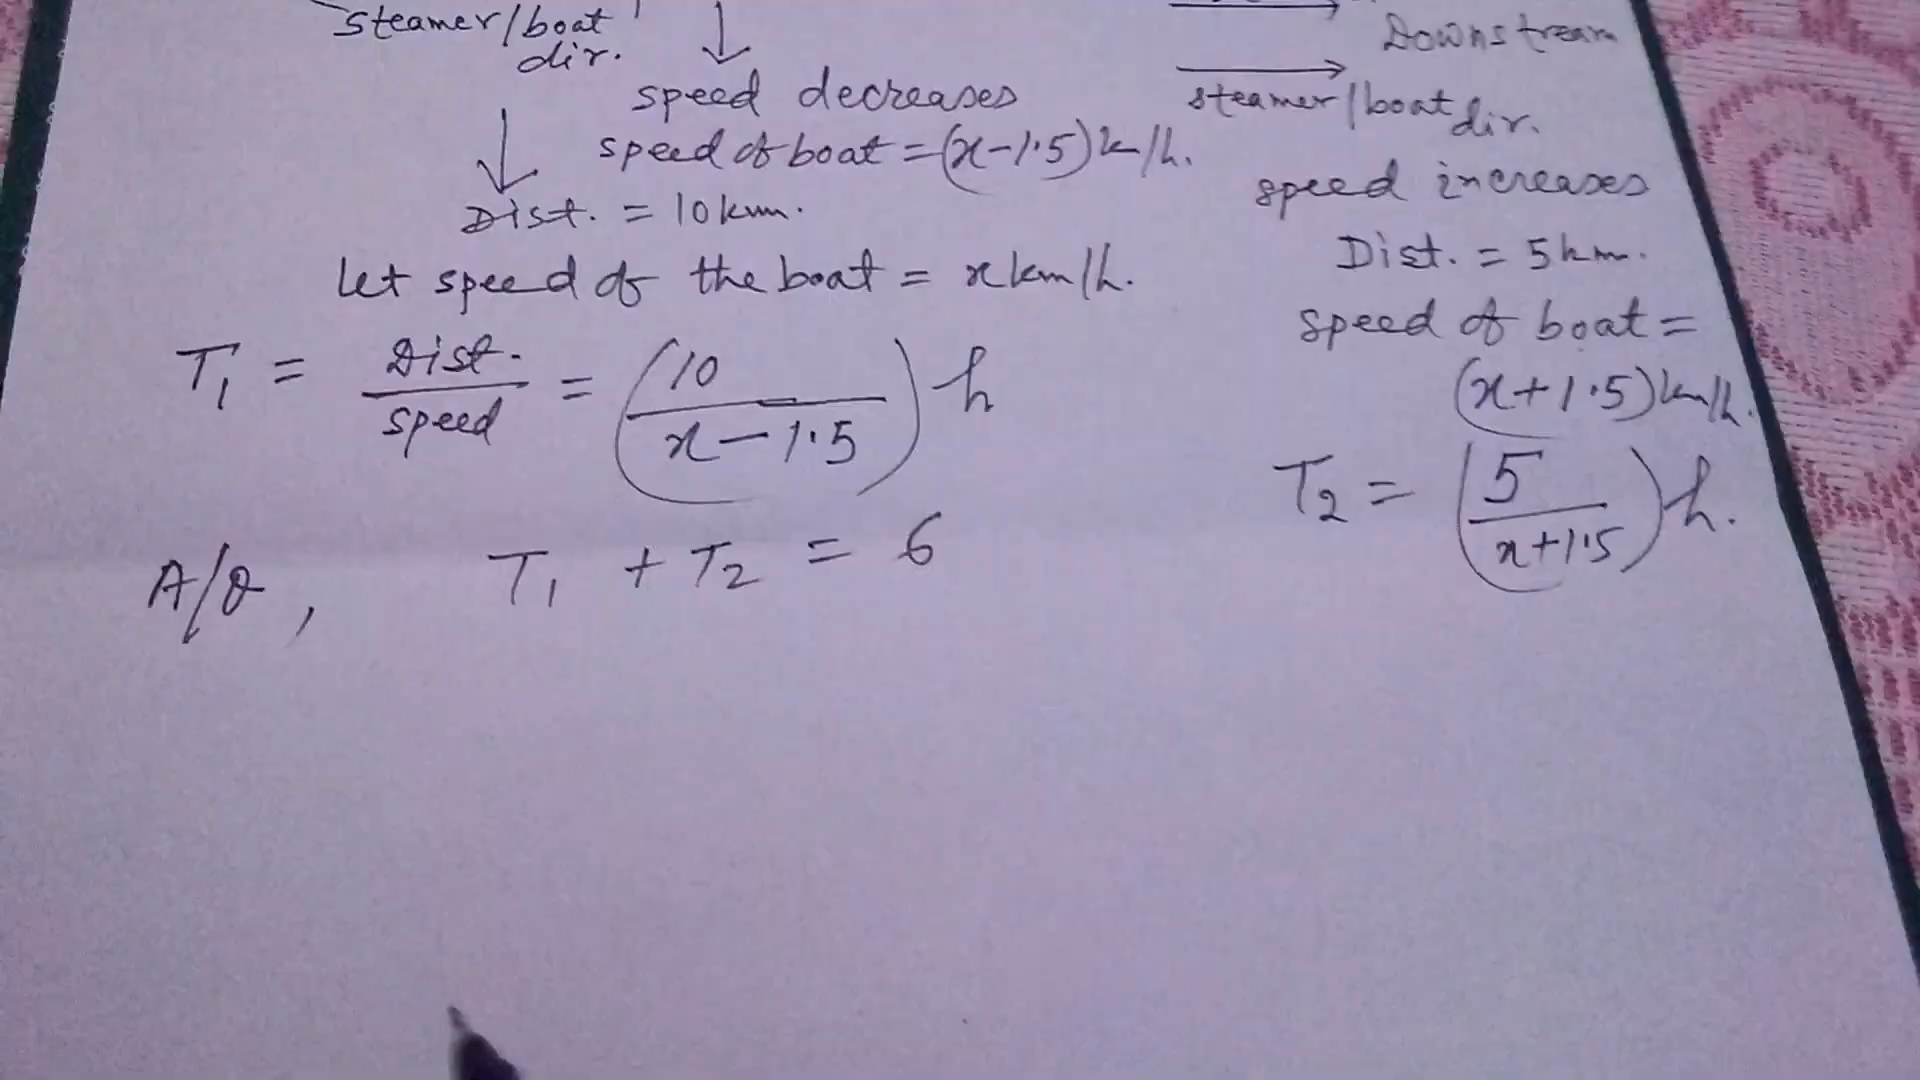 steamer/boat
dir.
speed decreases
speed of boat = (x-1.5) km/h.
Dist. = 10 km.
Let speed of the boat = x km/h.
T₁ = Dist./speed = (10/(x-1.5)) h
A/Q, T₁ + T₂ = 6
Downstream
steamer/boat dir.
speed increases
Dist. = 5 km.
speed of boat =
(x+1.5) km/h.
T₂ = (5/(x+1.5)) h.